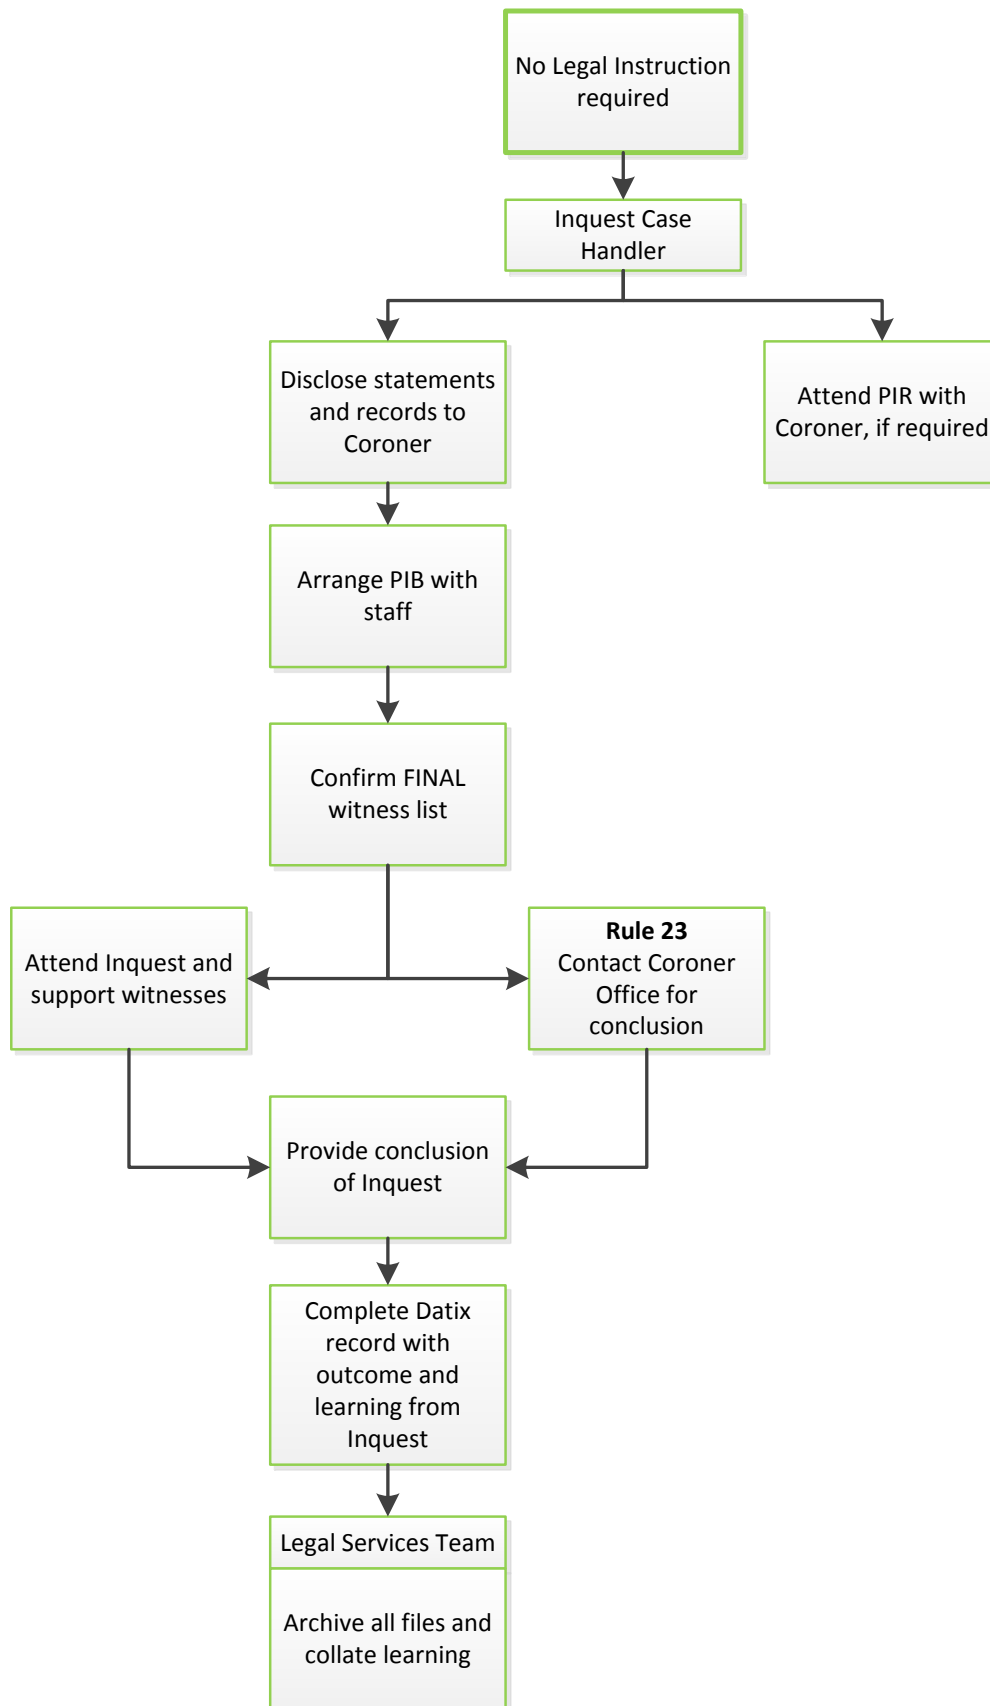 No Legal Instruction
required
Inquest Case
Handler
Disclose statements
and records to
Coroner
Attend PIR with
Coroner, if required
Arrange PIB with
staff
Confirm FINAL
witness list
Attend Inquest and
support witnesses
Rule 23
Contact Coroner
Office for
conclusion
Provide conclusion
of Inquest
Complete Datix
record with
outcome and
learning from
Inquest
Legal Services Team
Archive all files and
collate learning